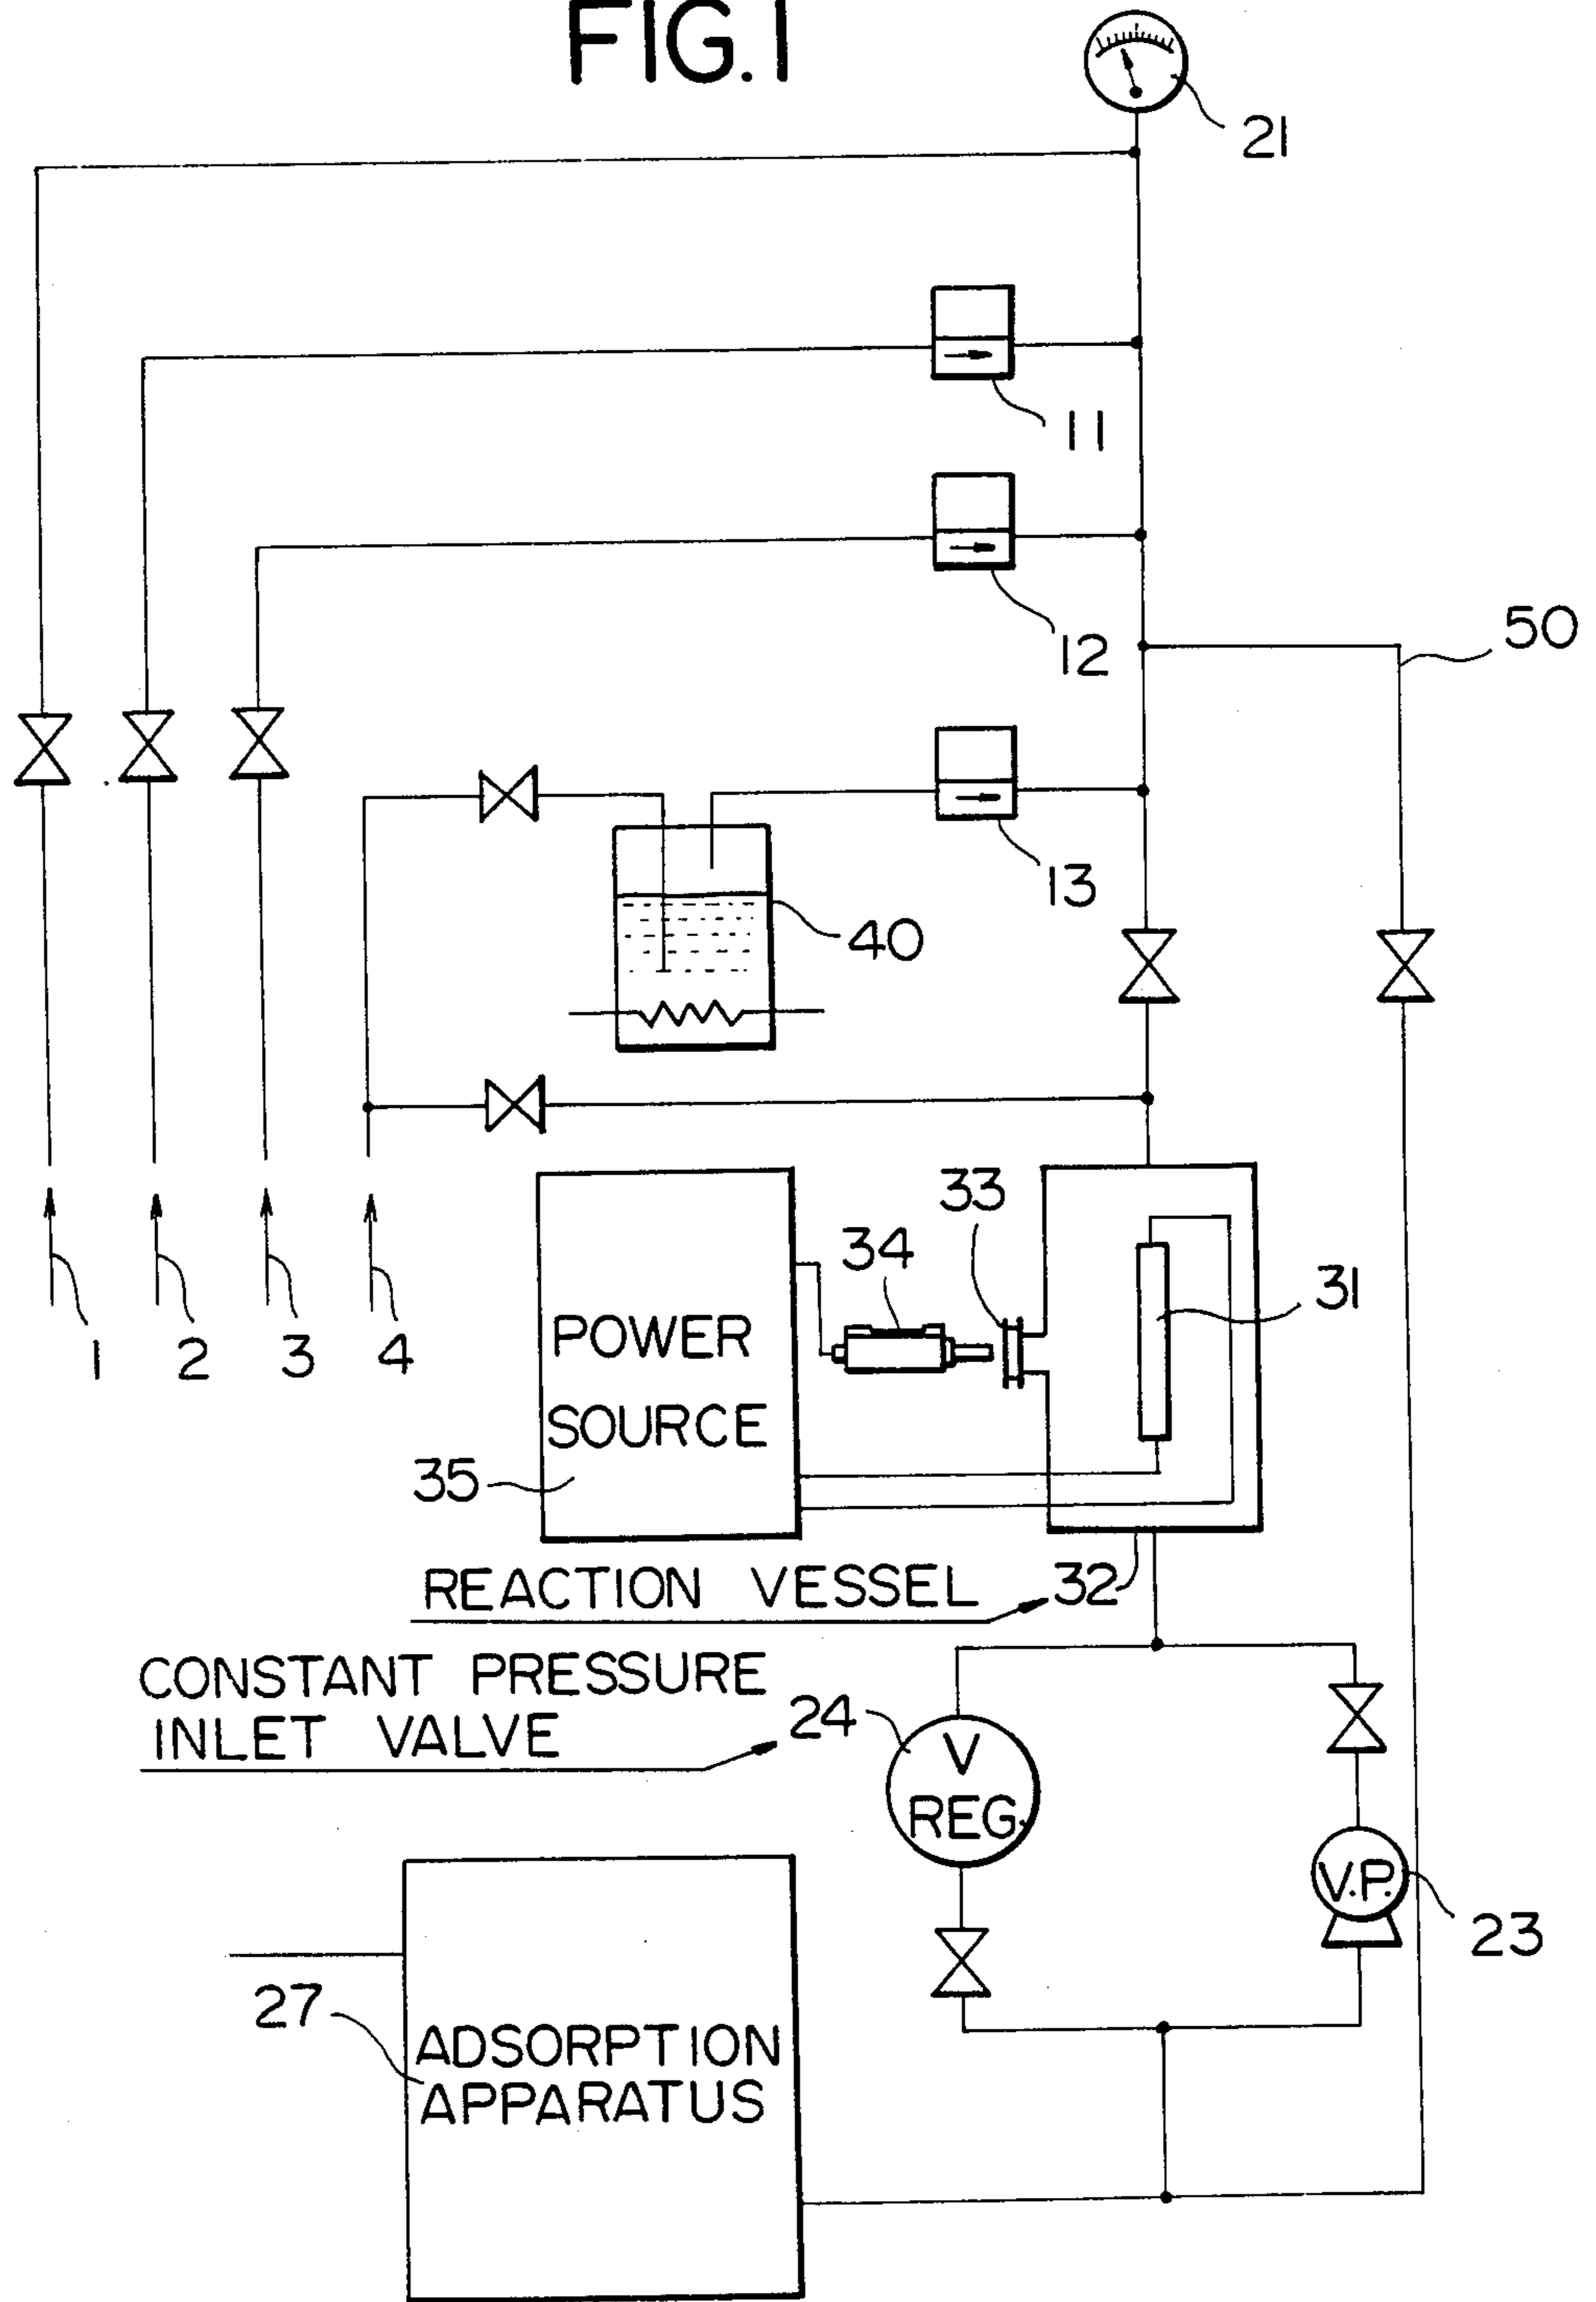 FIG.1
21
11
12
50
13
40
33
34
31
1
2
3
4
POWER
SOURCE
35
REACTION VESSEL
32
CONSTANT PRESSURE
INLET VALVE
24
V
REG.
V.P.
23
27
ADSORPTION
APPARATUS